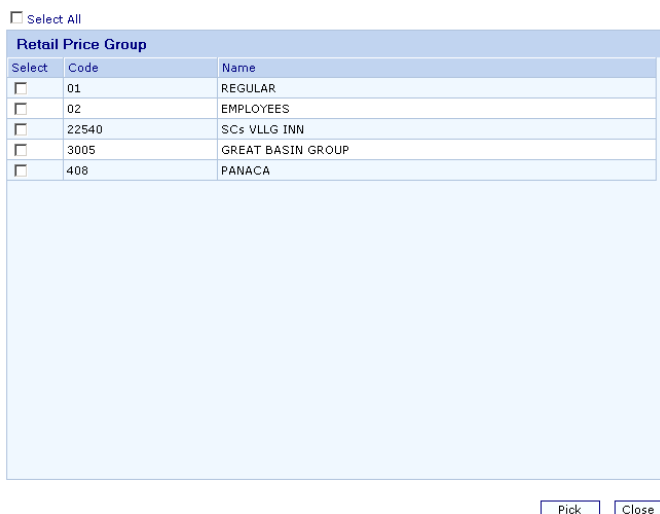 Select All
Retail Price Group
Select Code Name
01 REGULAR
02 EMPLOYEES
22540 SCs VLLG INN
3005 GREAT BASIN GROUP
408 PANACA
Pick Close